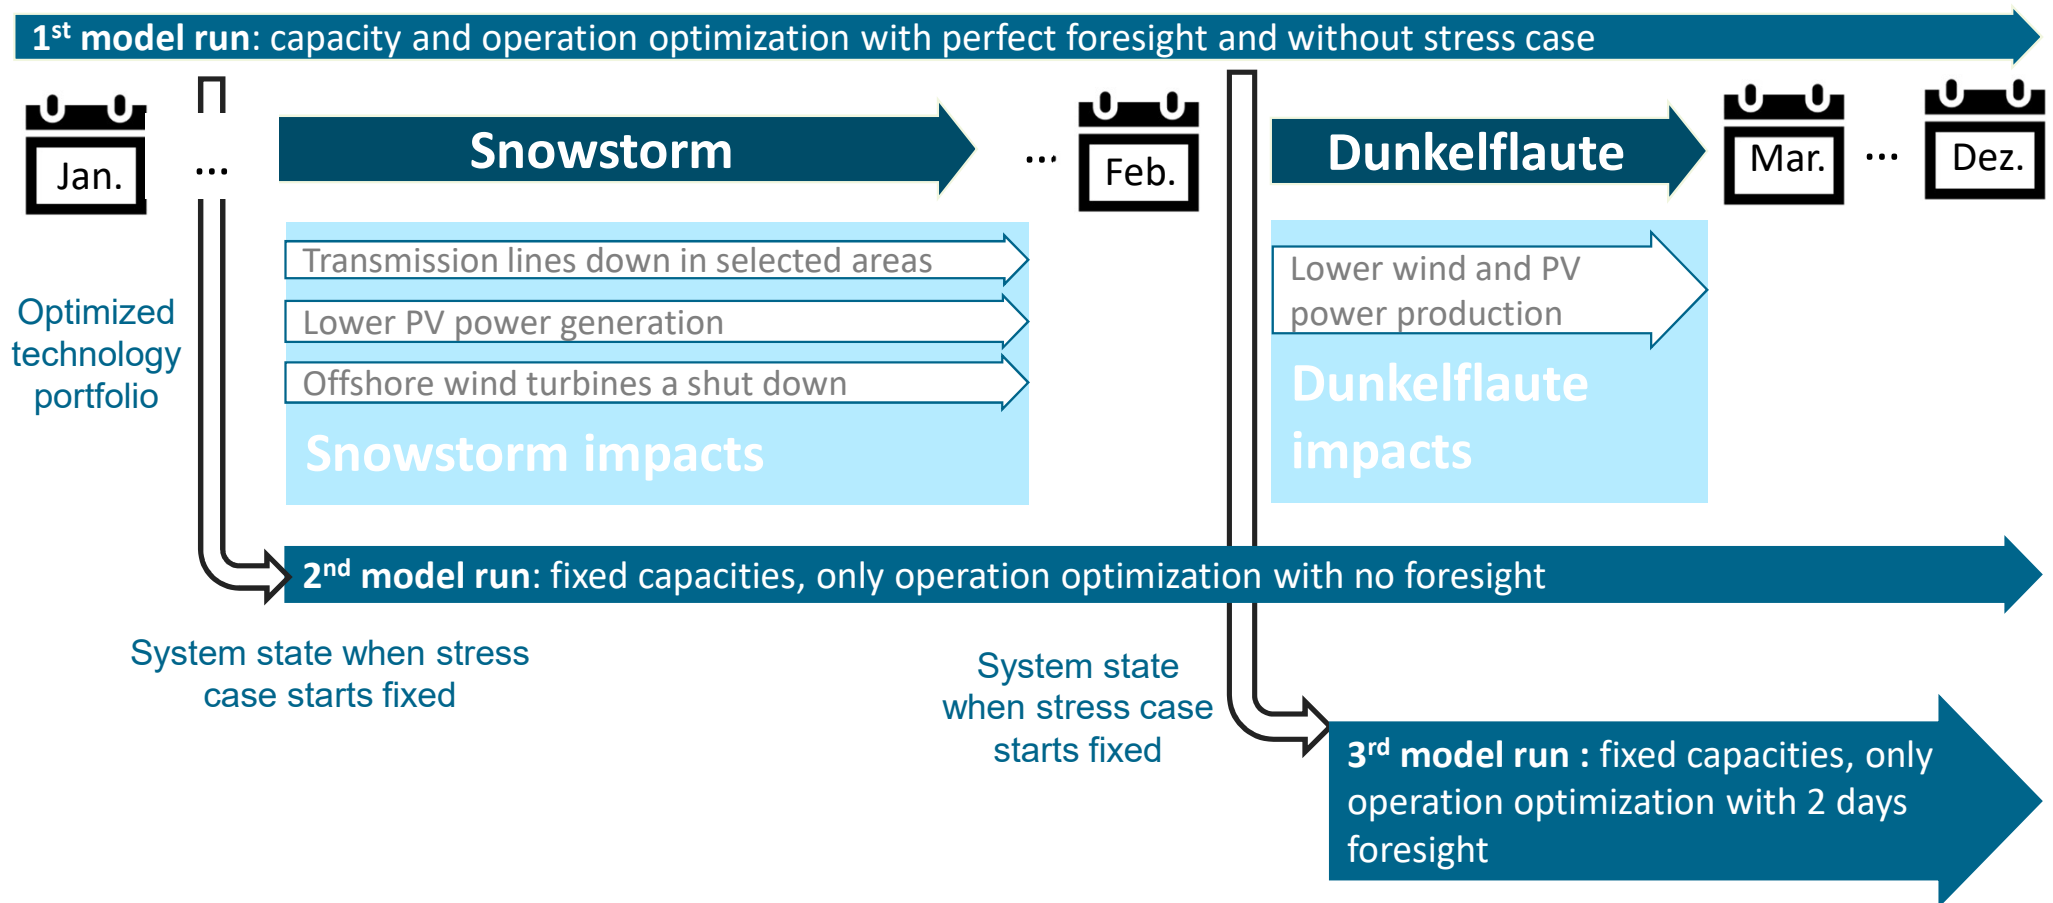 1st model run: capacity and operation optimization with perfect foresight and without stress case
Jan.
...
Snowstorm
...
Feb.
Dunkelflaute
Mar.
...
Dez.
Optimized
technology
portfolio
Transmission lines down in selected areas
Lower PV power generation
Offshore wind turbines a shut down
Snowstorm impacts
Lower wind and PV
power production
Dunkelflaute
impacts
2nd model run: fixed capacities, only operation optimization with no foresight
System state when stress
case starts fixed
System state
when stress case
starts fixed
3rd model run : fixed capacities, only
operation optimization with 2 days
foresight